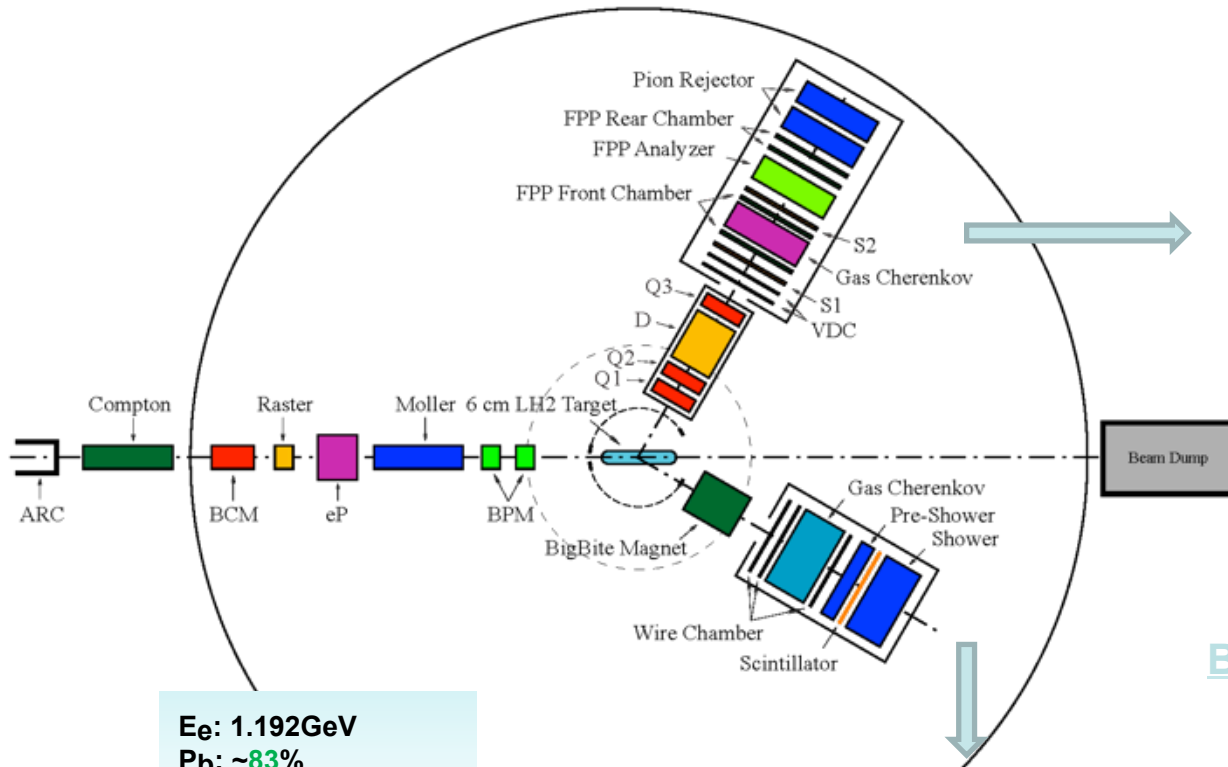 Pion Rejector
FPP Rear Chamber
FPP Analyzer
FPP Front Chamber
S2
Gas Cherenkov
S1
VDC
Q3
D
Q2
Q1
Compton
Raster
Moller
6 cm LH2 Target
ARC
BCM
eP
BPM
Beam Dump
BigBite Magnet
Gas Cherenkov
Pre-Shower
Shower
Wire Chamber
Scintillator
B
Ee: 1.192GeV
Pb: ~83%